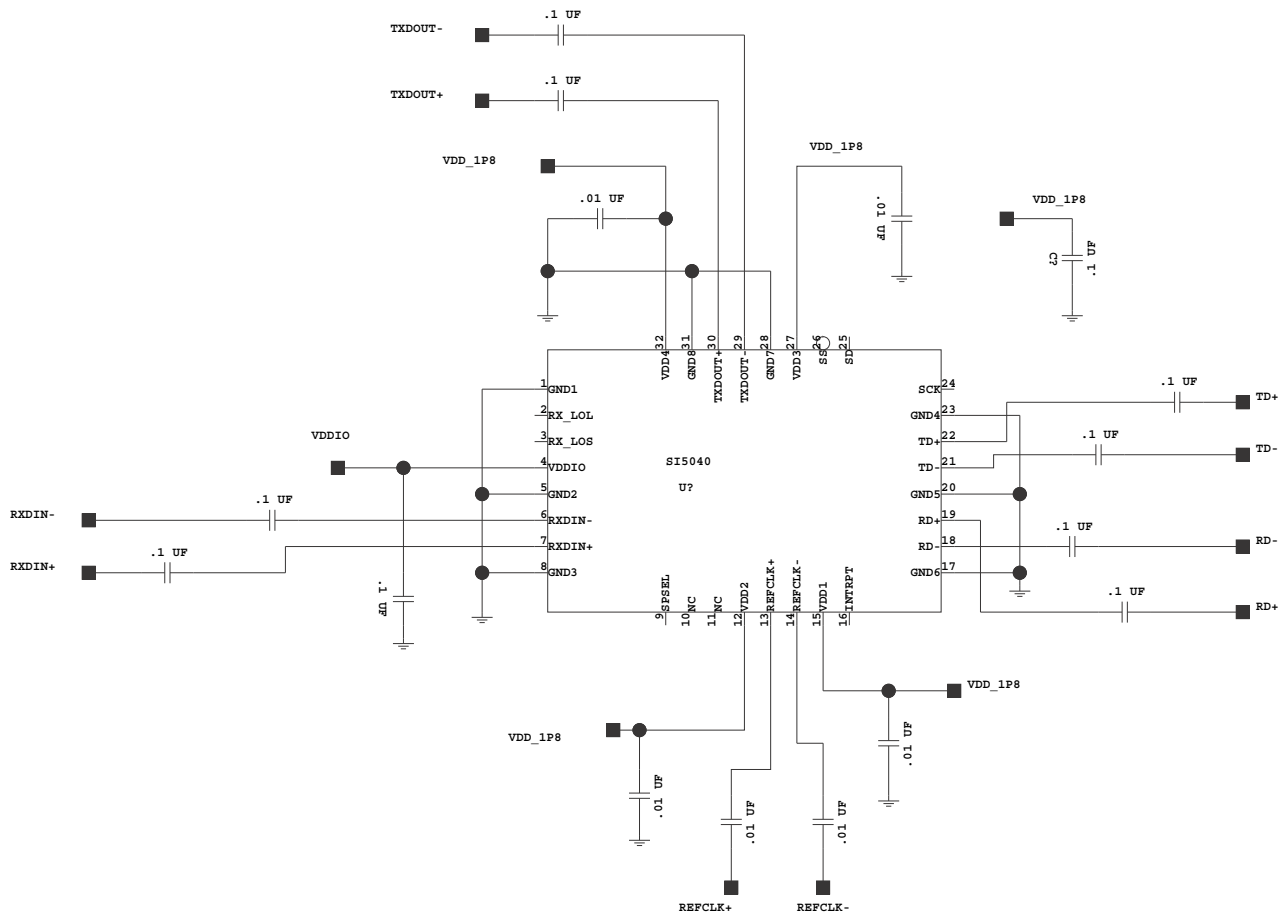 .1 UF
TXDOUT-
.1 UF
TXDOUT+
VDD_1P8
VDD_1P8
.01 UF
.01 UF
VDD_1P8
.1 UF
C?
32
31
30
29
28
27
26
25
VDD4
GND8
TXDOUT+
TXDOUT-
GND7
VDD3
SS
SD
1 GND1
2 RX_LOL
3 RX_LOS
4 VDDIO
5 GND2
6 RXDIN-
7 RXDIN+
8 GND3
SCK 24
GND4 23
TD+ 22
TD- 21
GND5 20
RD+ 19
RD- 18
GND6 17
SI5040
U?
VDDIO
.1 UF
RXDIN-
.1 UF
RXDIN+
.1 UF
.1 UF
TD+
.1 UF
TD-
.1 UF
RD-
.1 UF
RD+
SPSEL
NC
NC
VDD2
REFCLK+
REFCLK-
VDD1
INTRPT
9
10
11
12
13
14
15
16
VDD_1P8
VDD_1P8
.01 UF
.01 UF
.01 UF
.01 UF
REFCLK+
REFCLK-